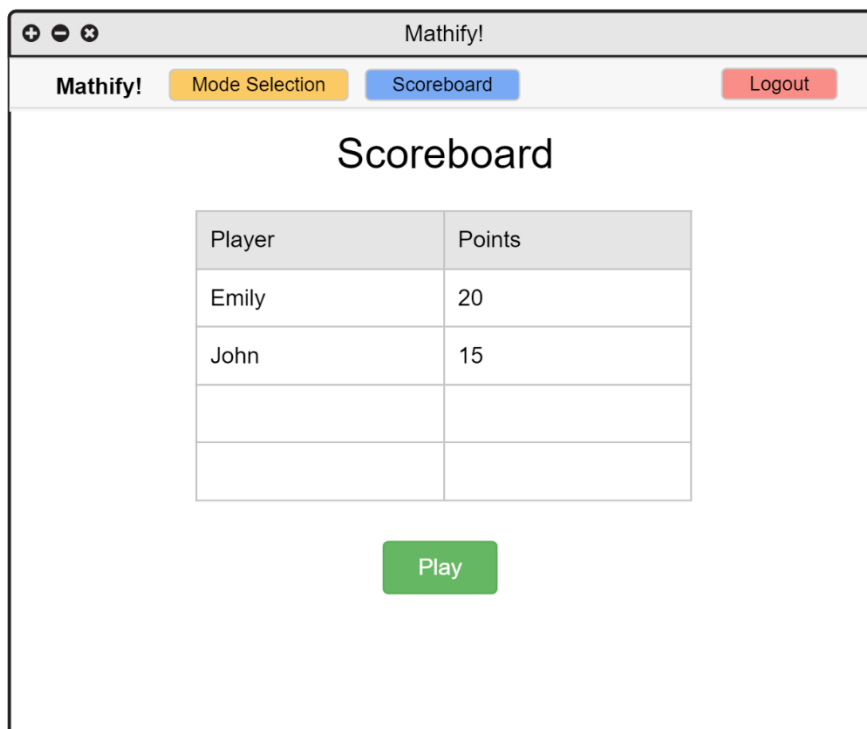 Mathify!
Mathify! Mode Selection Scoreboard Logout
Scoreboard
Player Points
Emily 20
John 15
Play